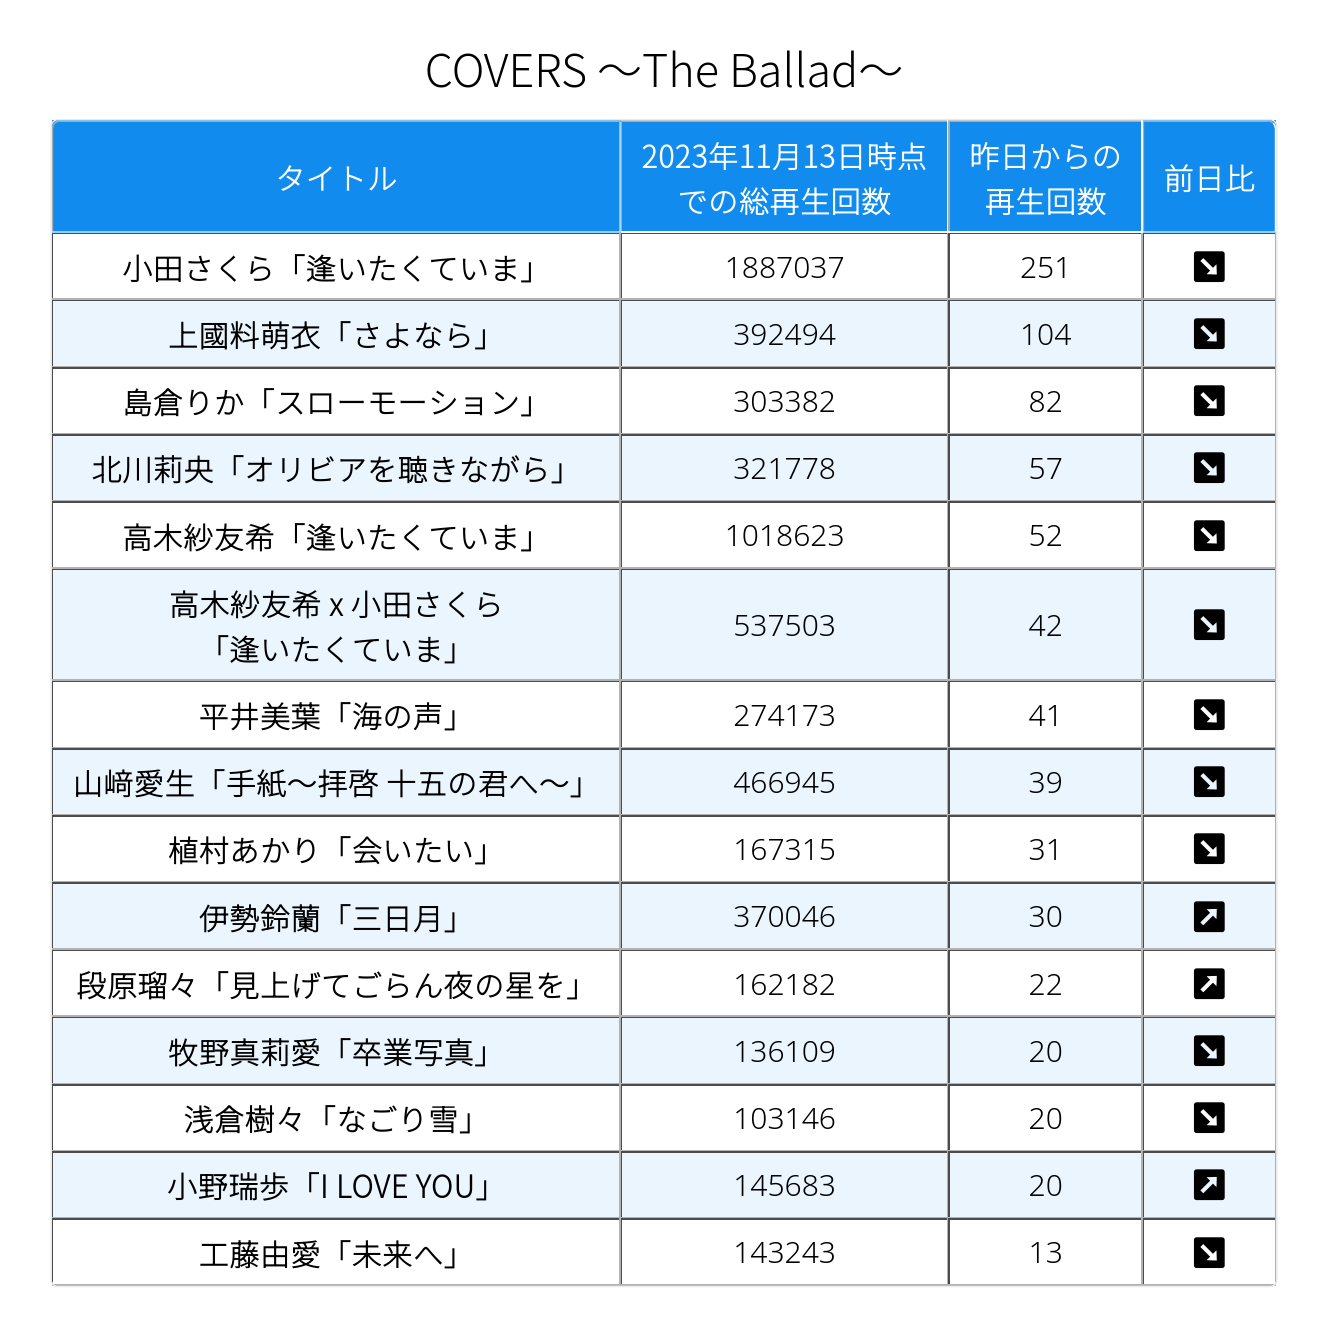 COVERS ～The Ballad～
タイトル
2023年11月13日時点
での総再生回数
昨日からの
再生回数
前日比
小田さくら「逢いたくていま」 1887037 251 ↘
上國料萌衣「さよなら」 392494 104 ↘
島倉りか「スローモーション」 303382 82 ↘
北川莉央「オリビアを聴きながら」 321778 57 ↘
高木紗友希「逢いたくていま」 1018623 52 ↘
高木紗友希 x 小田さくら
「逢いたくていま」 537503 42 ↘
平井美葉「海の声」 274173 41 ↘
山﨑愛生「手紙～拝啓 十五の君へ～」 466945 39 ↘
植村あかり「会いたい」 167315 31 ↘
伊勢鈴蘭「三日月」 370046 30 ↗
段原瑠々「見上げてごらん夜の星を」 162182 22 ↗
牧野真莉愛「卒業写真」 136109 20 ↘
浅倉樹々「なごり雪」 103146 20 ↘
小野瑞歩「I LOVE YOU」 145683 20 ↗
工藤由愛「未来へ」 143243 13 ↘